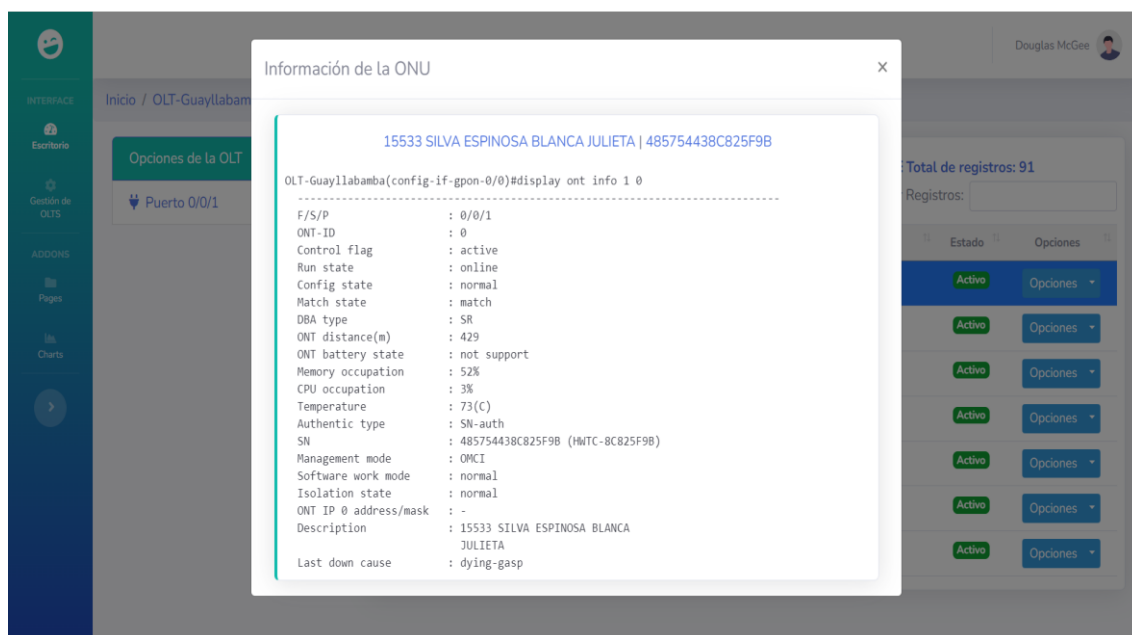 Douglas McGee
INTERFACE
Escritorio
Gestión de
OLTS
ADDONS
Pages
Charts
Inicio / OLT-Guayllabam
Opciones de la OLT
Puerto 0/0/1
Información de la ONU
×
15533 SILVA ESPINOSA BLANCA JULIETA | 485754438C825F9B
OLT-Guayllabamba(config-if-gpon-0/0)#display ont info 1 0
-----------------------------------------------------------------------------
F/S/P : 0/0/1
ONT-ID : 0
Control flag : active
Run state : online
Config state : normal
Match state : match
DBA type : SR
ONT distance(m) : 429
ONT battery state : not support
Memory occupation : 52%
CPU occupation : 3%
Temperature : 73(C)
Authentic type : SN-auth
SN : 485754438C825F9B (HWTC-8C825F9B)
Management mode : OMCI
Software work mode : normal
Isolation state : normal
ONT IP 0 address/mask : -
Description : 15533 SILVA ESPINOSA BLANCA
JULIETA
Last down cause : dying-gasp
Total de registros: 91
Registros:
Estado Opciones
Activo Opciones
Activo Opciones
Activo Opciones
Activo Opciones
Activo Opciones
Activo Opciones
Activo Opciones